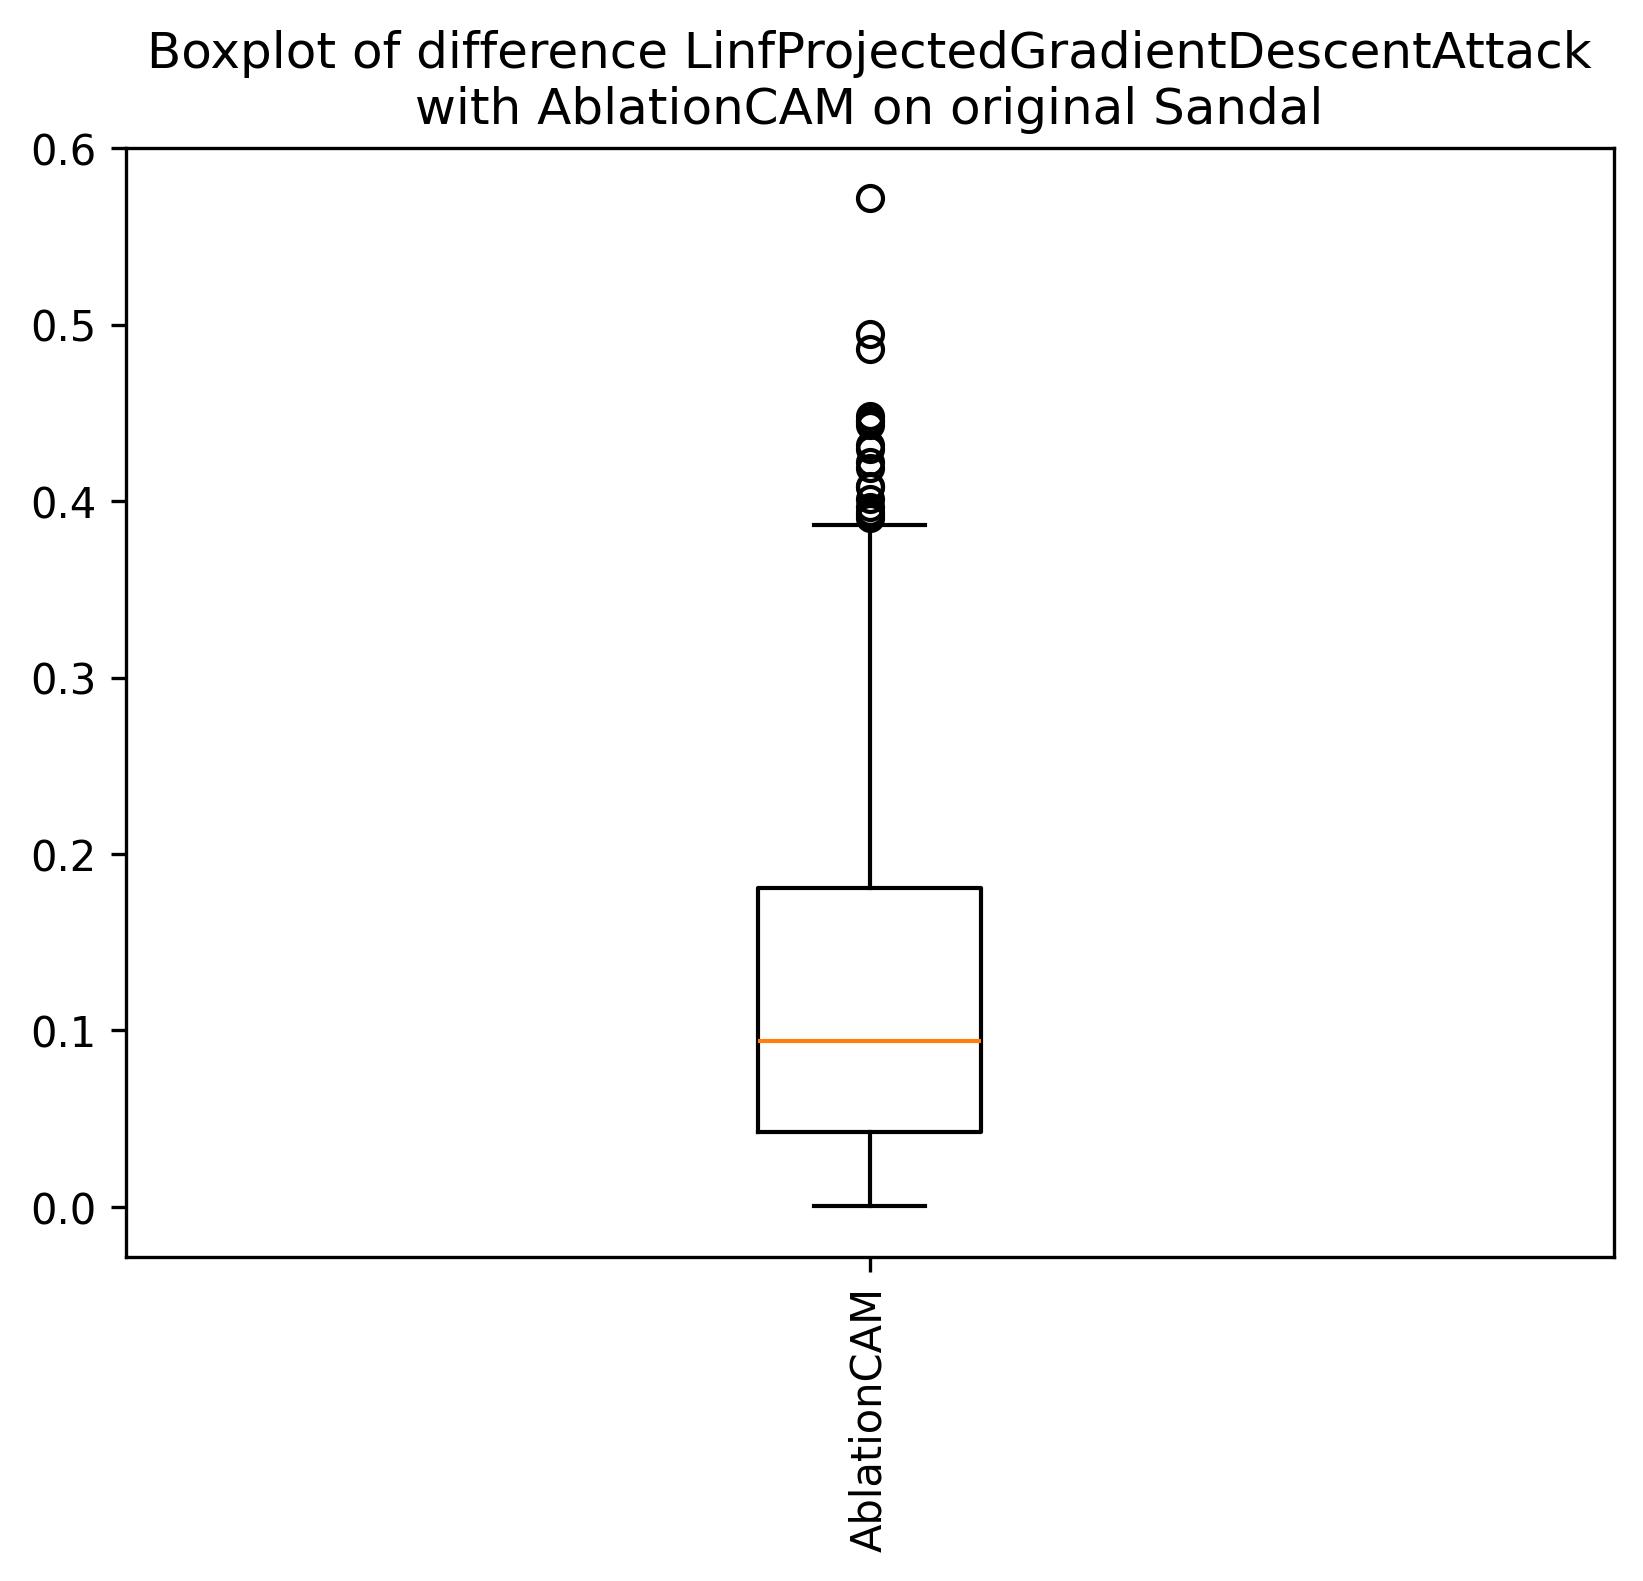 Boxplot of difference LinfProjectedGradientDescentAttack
with AblationCAM on original Sandal
0.6
0.5
0.4
0.3
0.2
0.1
0.0
AblationCAM